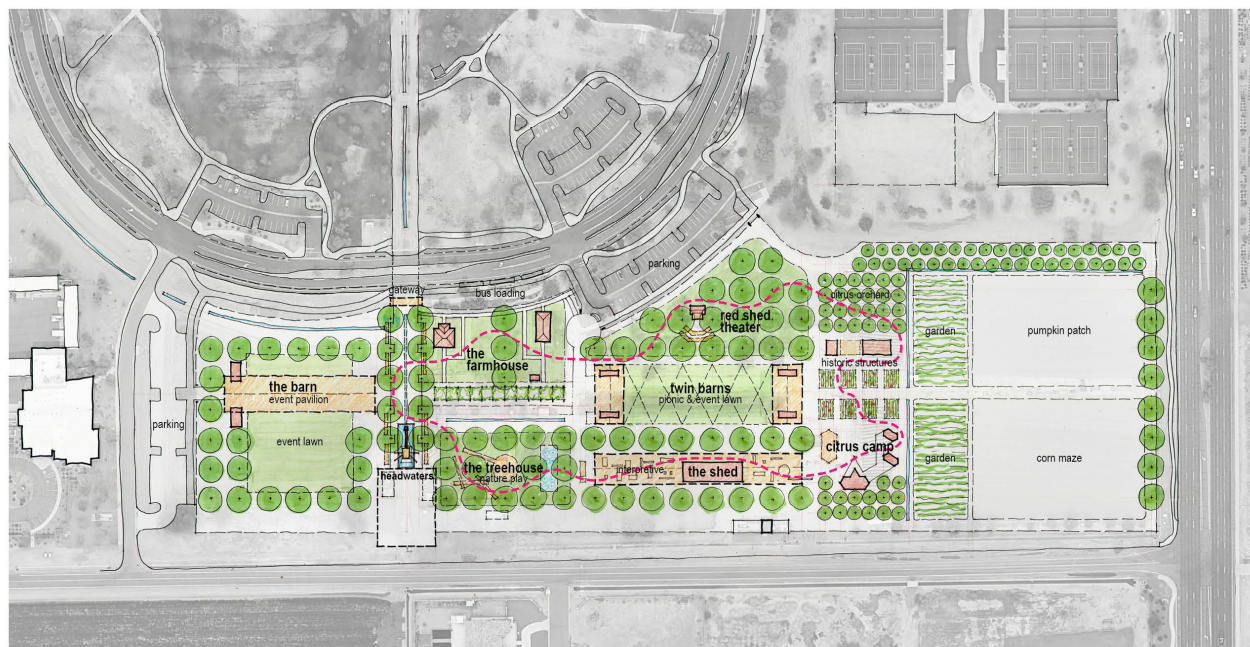 gateway
bus loading
parking
citrus orchard
red shed
theater
garden
pumpkin patch
the
farmhouse
historic structures
the barn
event pavilion
twin barns
picnic & event lawn
parking
event lawn
headwaters
the treehouse
nature play
interpretive
the shed
citrus camp
garden
corn maze